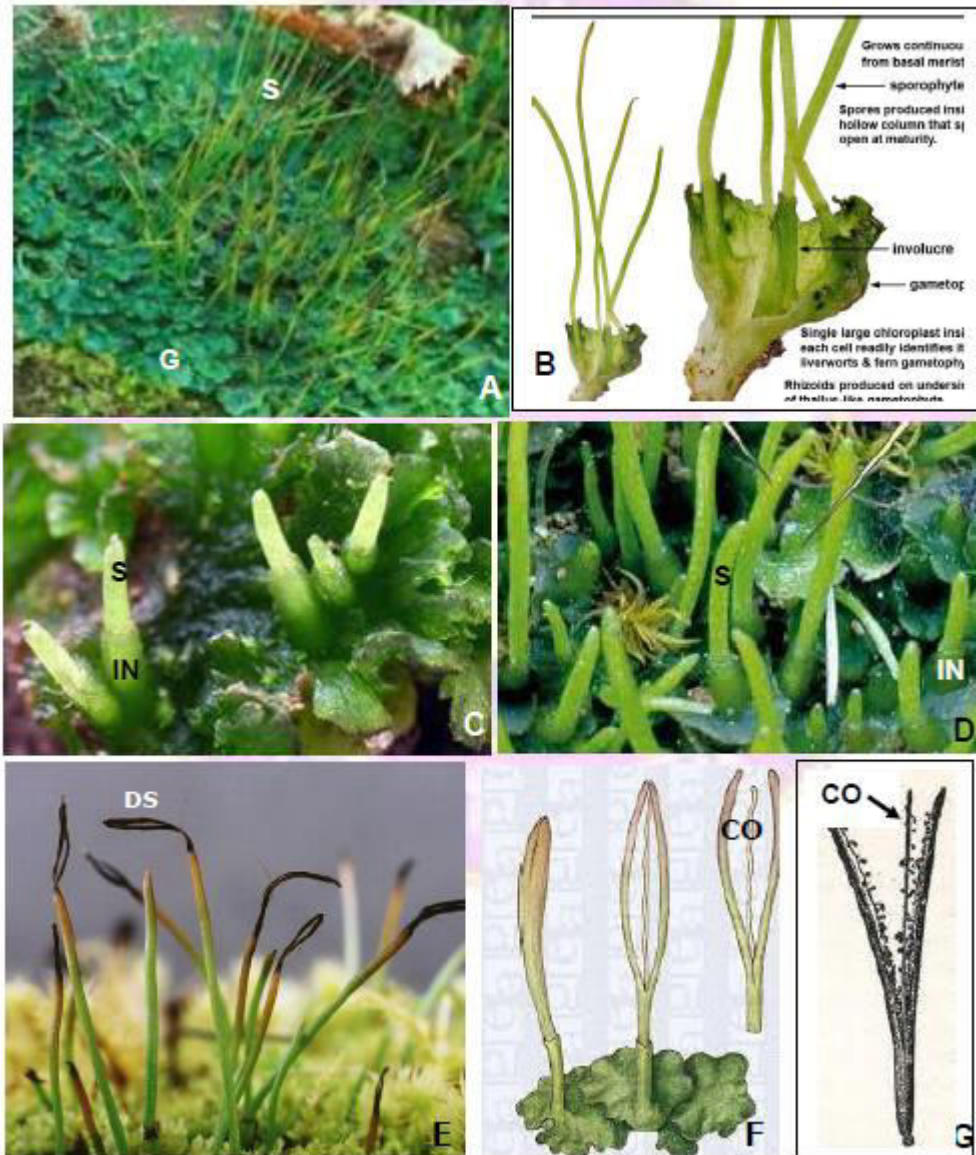 S
G
A
Grows continuou
from basal merist
sporophyte
Spores produced insi
hollow column that sp
open at maturity.
involucre
gametop
Single large chloroplast insi
each cell readily identifies it
liverworts & fern gametophy
Rhizoids produced on undersi
of thallus-like gametophyte
B
S
IN
C
S
IN
D
DS
E
CO
F
CO
G